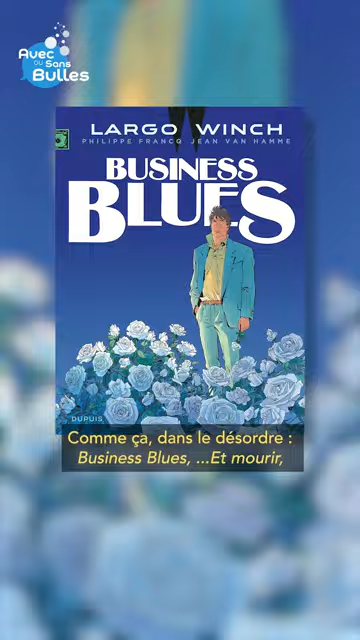 Avec
ou Sans
Bulles
LARGO WINCH
PHILIPPE FRANCQ JEAN VAN HAMME
BUSINESS
BLUES
DUPUIS
Comme ça, dans le désordre :
Business Blues, ...Et mourir,